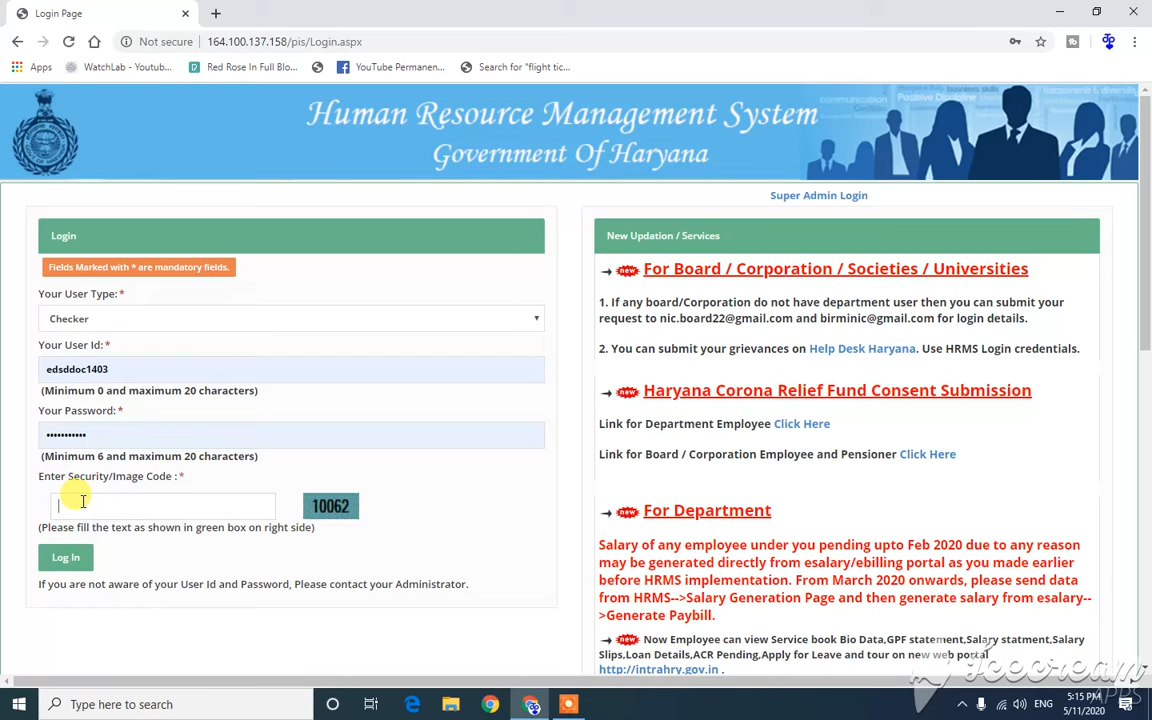 Login Page
Not secure
164.100.137.158/pis/Login.aspx
Apps
WatchLab - Youtub...
Red Rose In Full Blo...
YouTube Permanen...
Search for "flight tic...
Human Resource Management System
Government Of Haryana
Super Admin Login
Login
Fields Marked with * are mandatory fields.
Your User Type:*
Checker
Your User Id:*
edsddoc1403
(Minimum 0 and maximum 20 characters)
Your Password:*
•••••••••••
(Minimum 6 and maximum 20 characters)
Enter Security/Image Code :*
10062
(Please fill the text as shown in green box on right side)
Log In
If you are not aware of your User Id and Password, Please contact your Administrator.
New Updation / Services
new For Board / Corporation / Societies / Universities
1. If any board/Corporation do not have department user then you can submit your
request to nic.board22@gmail.com and birminic@gmail.com for login details.
2. You can submit your grievances on Help Desk Haryana. Use HRMS Login credentials.
new Haryana Corona Relief Fund Consent Submission
Link for Department Employee Click Here
Link for Board / Corporation Employee and Pensioner Click Here
new For Department
Salary of any employee under you pending upto Feb 2020 due to any reason
may be generated directly from esalary/ebilling portal as you made earlier
before HRMS implementation. From March 2020 onwards, please send data
from HRMS-->Salary Generation Page and then generate salary from esalary--
>Generate Paybill.
new Now Employee can view Service book Bio Data,GPF statement,Salary statment,Salary
Slips,Loan Details,ACR Pending,Apply for Leave and tour on new web portal
http://intrahry.gov.in .
Icecream
APPS
Type here to search
ENG
5:15 PM
5/11/2020